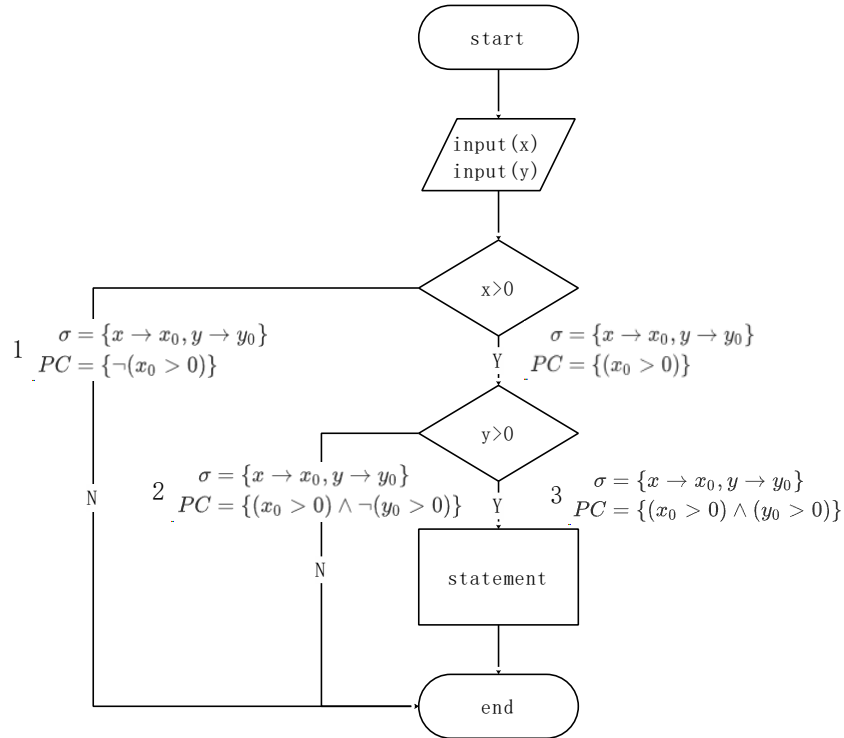 start
input(x)
input(y)
x>0
1
σ = {x → x₀, y → y₀}
PC = {¬(x₀ > 0)}
Y
σ = {x → x₀, y → y₀}
PC = {(x₀ > 0)}
y>0
N
2
σ = {x → x₀, y → y₀}
PC = {(x₀ > 0) ∧ ¬(y₀ > 0)}
Y
3
σ = {x → x₀, y → y₀}
PC = {(x₀ > 0) ∧ (y₀ > 0)}
N
statement
end